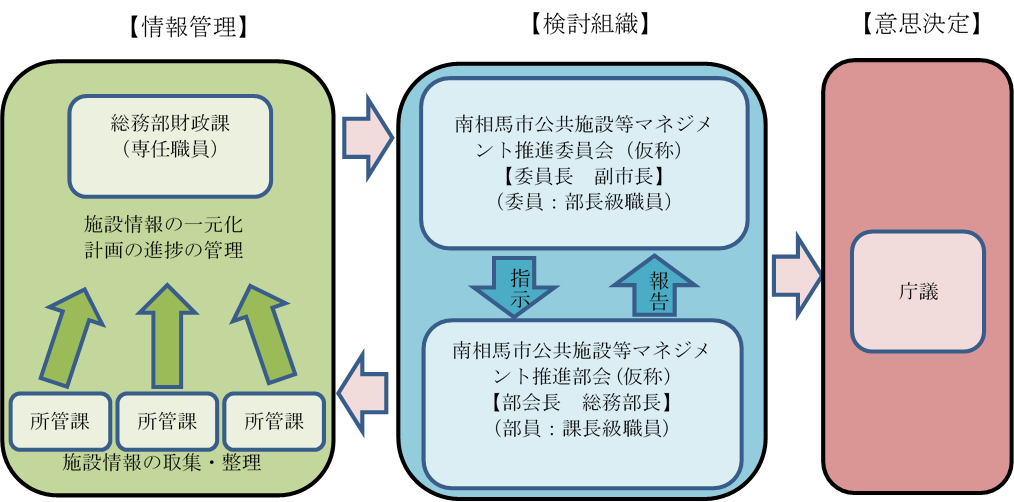 【情報管理】
総務部財政課
（専任職員）
施設情報の一元化
計画の進捗の管理
所管課
所管課
所管課
施設情報の取集・整理
【検討組織】
南相馬市公共施設等マネジメ
ント推進委員会（仮称）
【委員長　副市長】
（委員：部長級職員）
指示
報告
南相馬市公共施設等マネジメ
ント推進部会(仮称）
【部会長　総務部長】
（部員：課長級職員）
【意思決定】
庁議